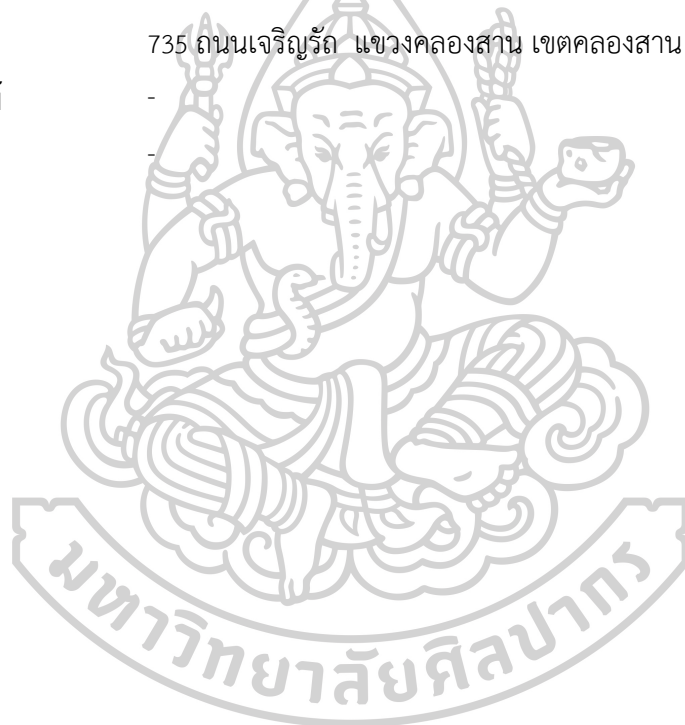 735 ถนนเจริญรัถ แขวงคลองสาน เขตคลองสาน
-
-
มหาวิทยาลัยศิลปากร